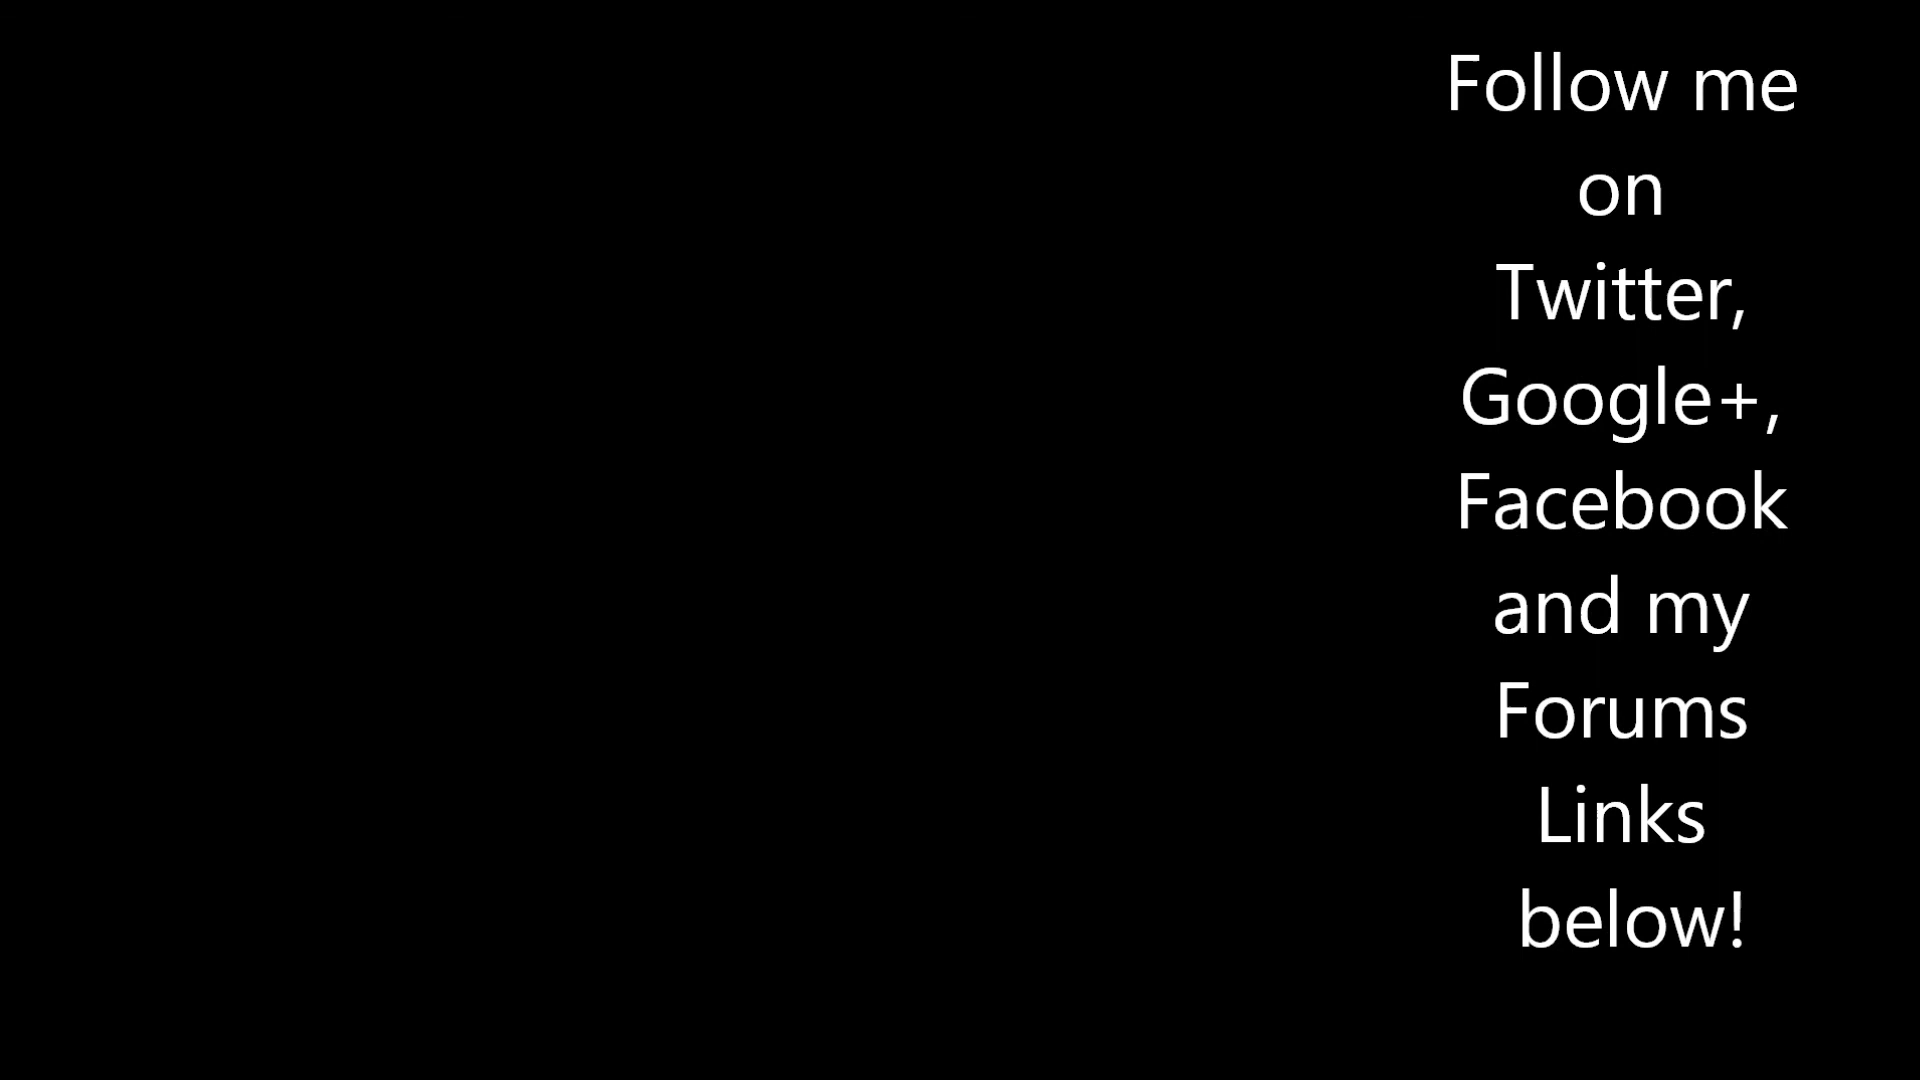 Follow me
on
Twitter,
Google+,
Facebook
and my
Forums
Links
below!